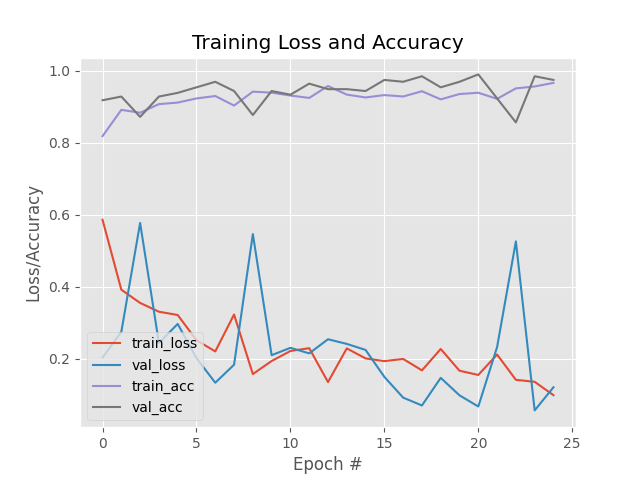 Training Loss and Accuracy
1.0
0.8
0.6
0.4
0.2
Loss/Accuracy
train_loss
val_loss
train_acc
val_acc
0 5 10 15 20 25
Epoch #